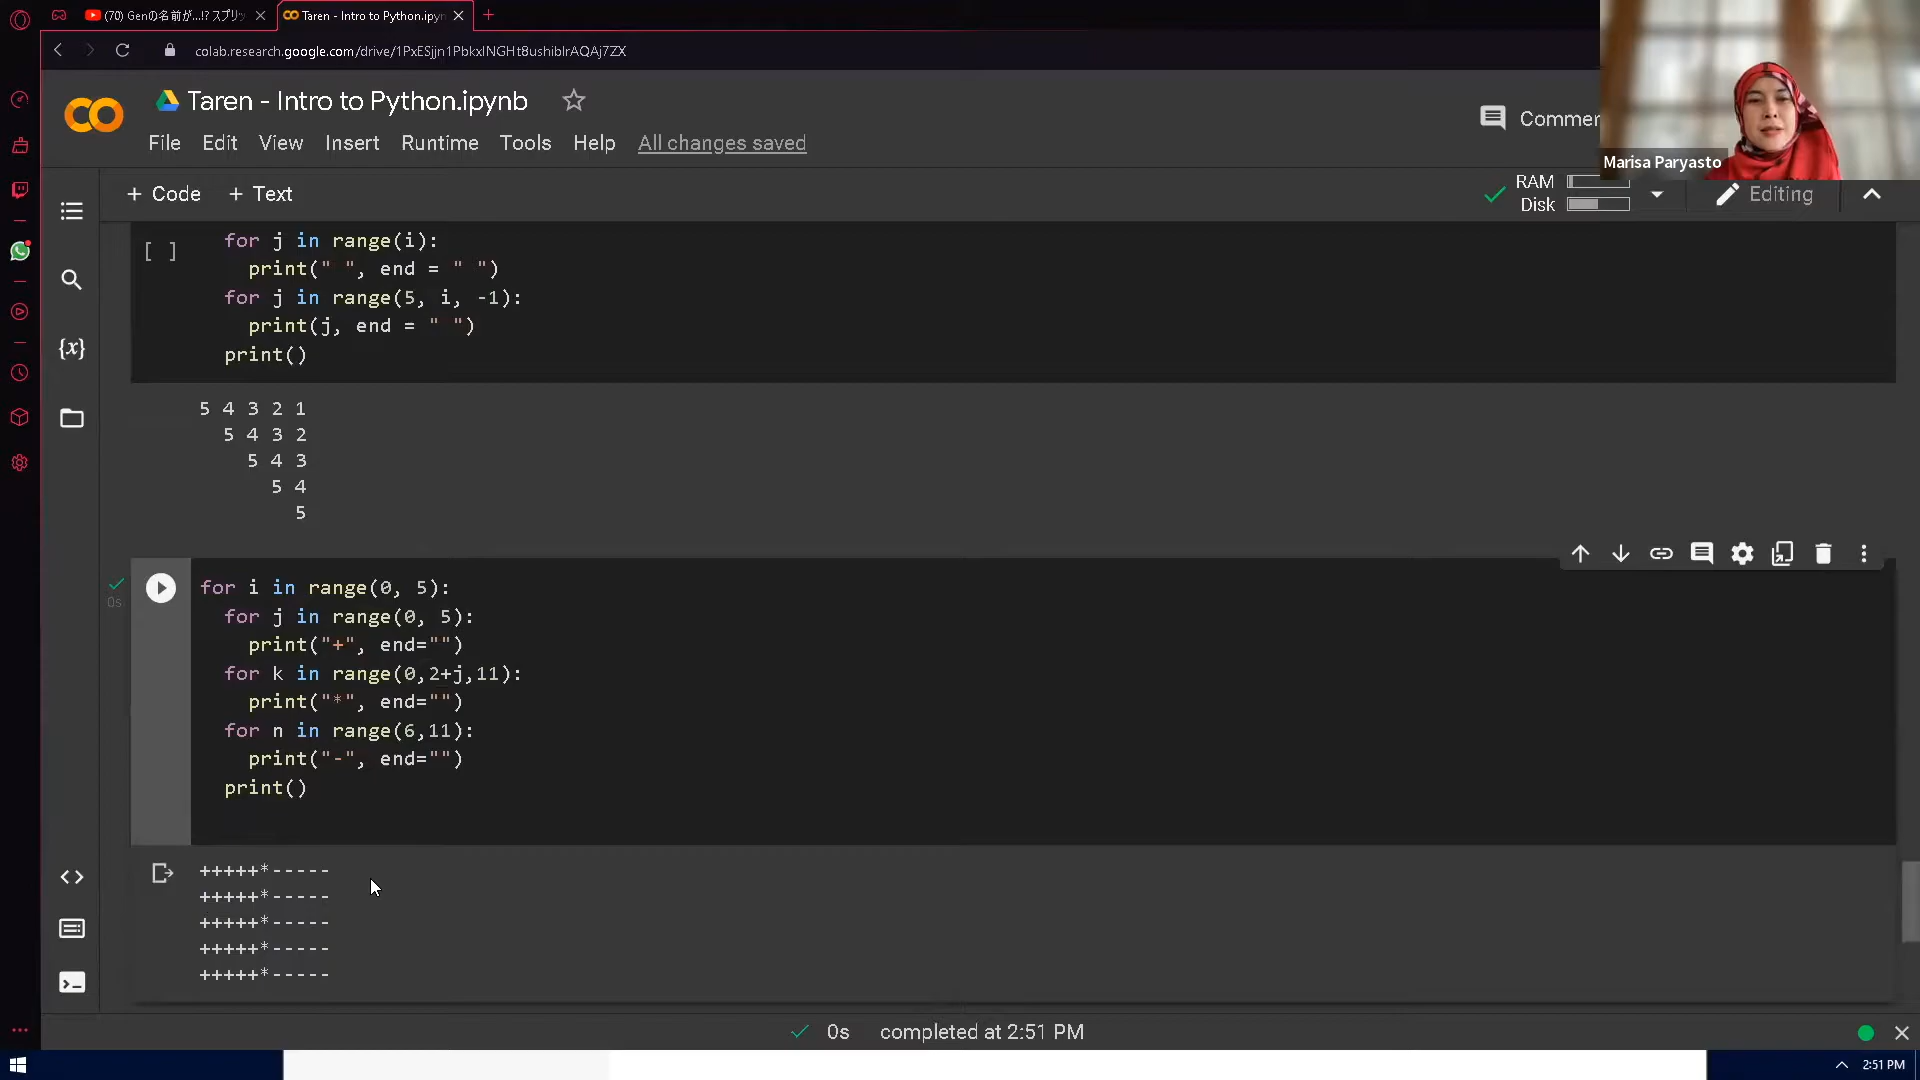 (70) Genの名前が...!? スプリッ
Taren - Intro to Python.ipyn
colab.research.google.com/drive/1PxESjjn1PbkxlNGHt8ushiblrAQAj7ZX
Taren - Intro to Python.ipynb
File Edit View Insert Runtime Tools Help All changes saved
Commen
Marisa Paryasto
+ Code + Text
RAM
Disk
Editing
[ ]
for j in range(i):
print(" ", end = " ")
for j in range(5, i, -1):
print(j, end = " ")
print()
5 4 3 2 1
5 4 3 2
5 4 3
5 4
5
0s
for i in range(0, 5):
for j in range(0, 5):
print("+", end="")
for k in range(0,2+j,11):
print("*", end="")
for n in range(6,11):
print("-", end="")
print()
+++++*-----
+++++*-----
+++++*-----
+++++*-----
+++++*-----
0s completed at 2:51 PM
2:51 PM